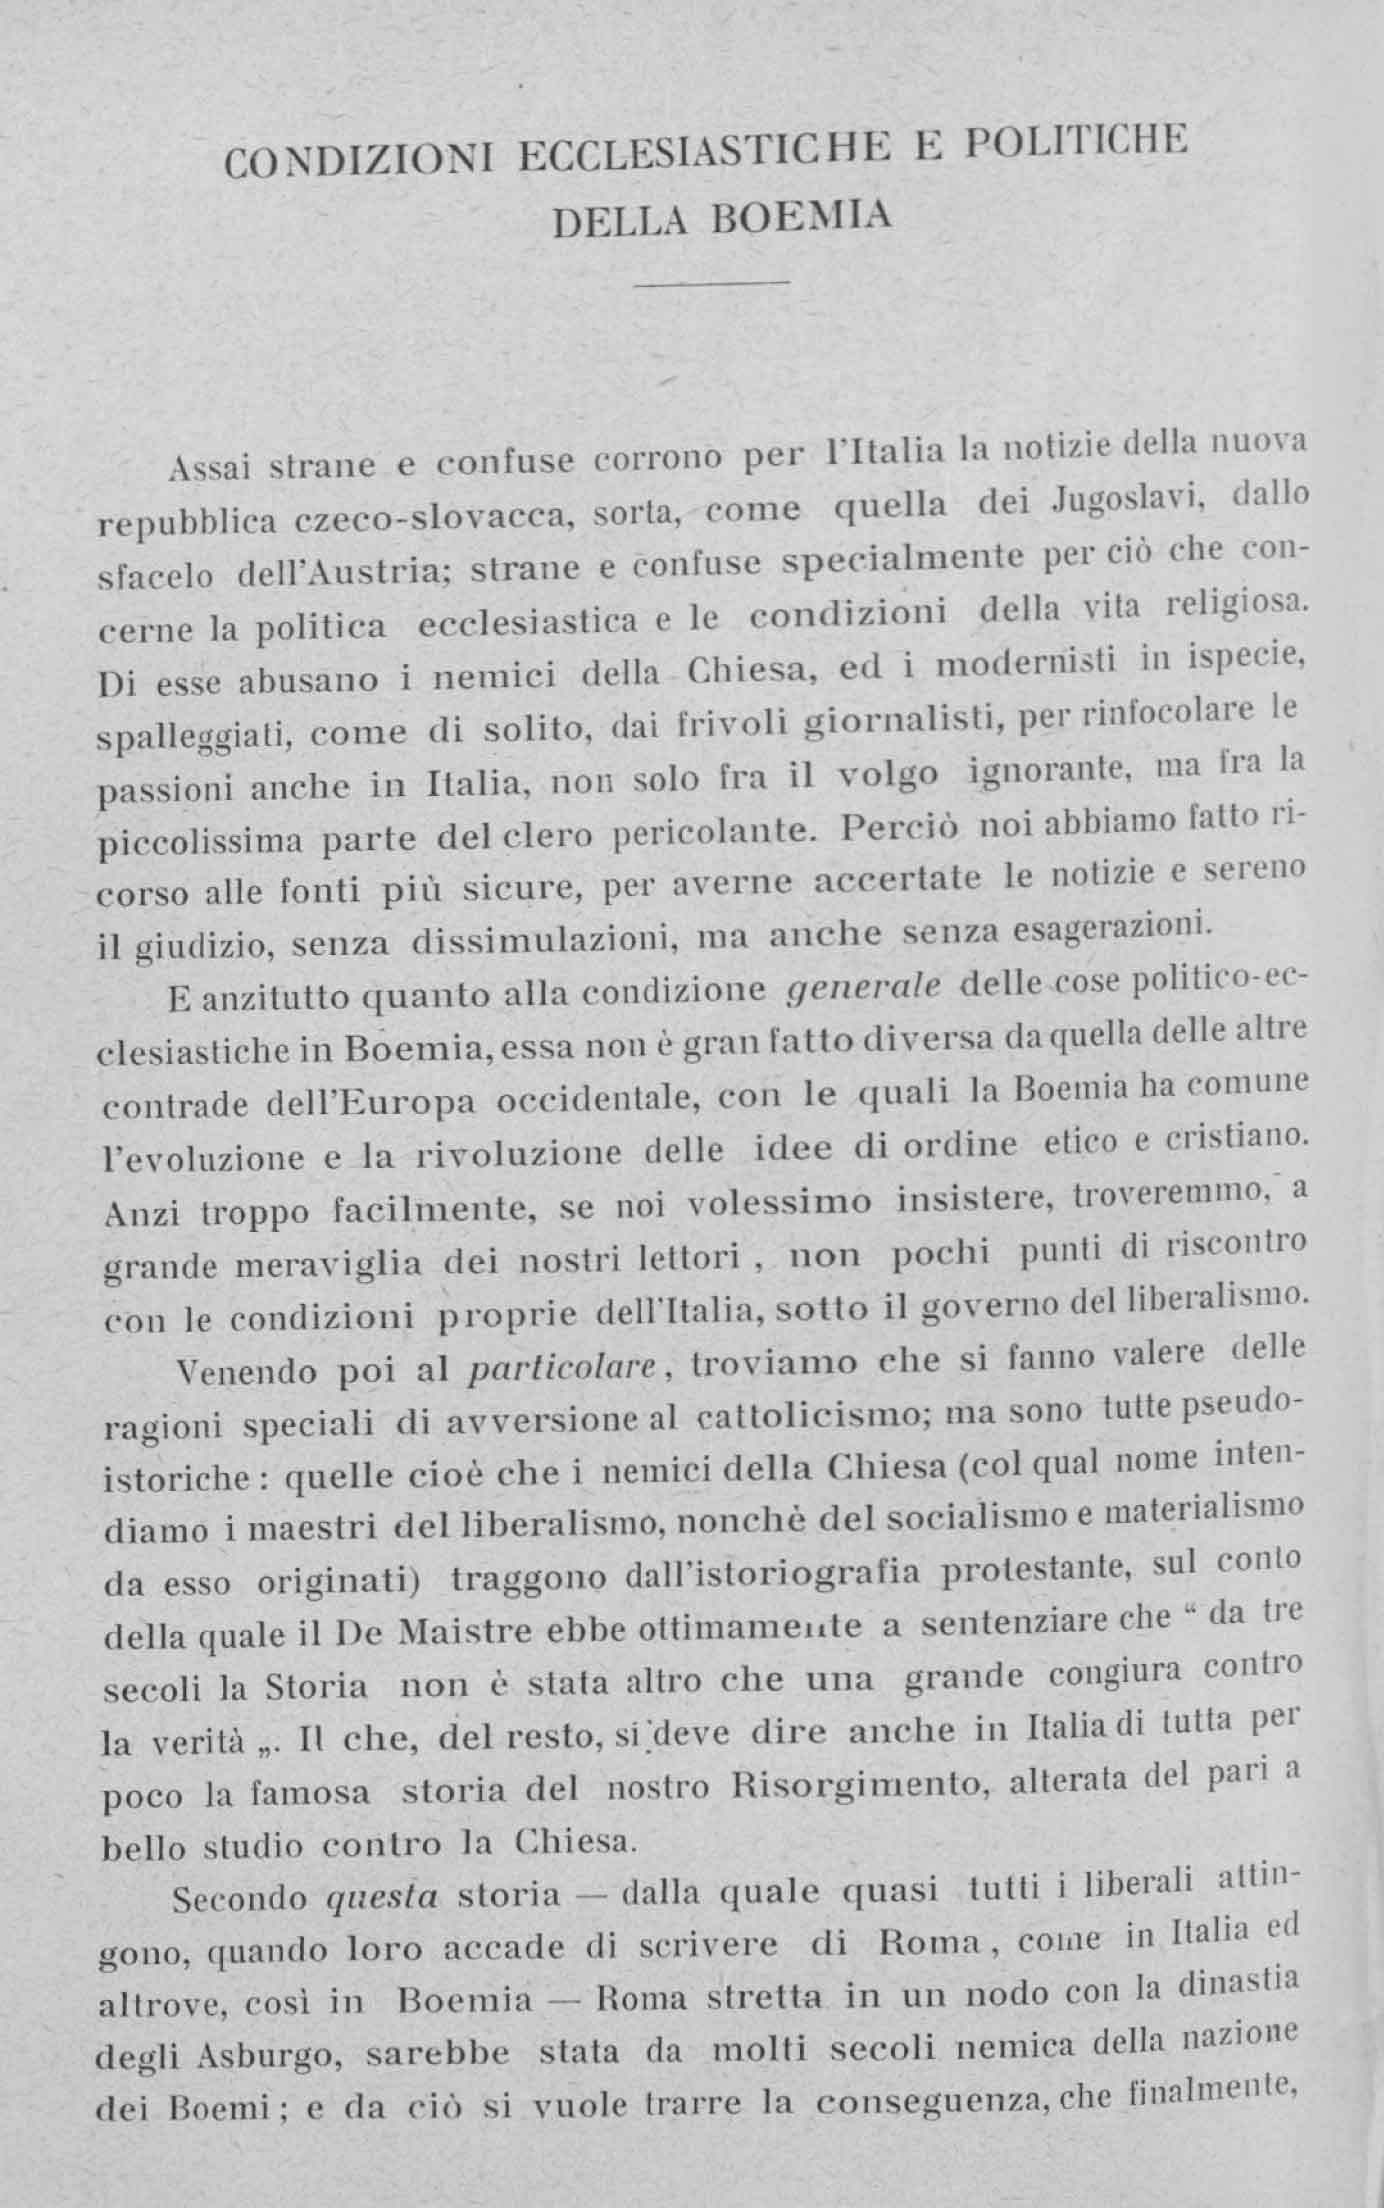 CONDIZIONI ECCLESIASTICHE E POLITICHE
DELLA BOEMIA
Assai strane e confuse corrono per l'Italia la notizie della nuova
repubblica czeco-slovacca, sorta, come quella dei Jugoslavi, dallo
sfacelo dell'Austria; strane e confuse specialmente per ciò che con-
cerne la politica ecclesiastica e le condizioni della vita religiosa.
Di esse abusano i nemici della Chiesa, ed i modernisti in ispecie,
spalleggiati, come di solito, dai frivoli giornalisti, per rinfocolare le
passioni anche in Italia, non solo fra il volgo ignorante, ma fra la
piccolissima parte del clero pericolante. Perciò noi abbiamo fatto ri-
corso alle fonti più sicure, per averne accertate le notizie e sereno
il giudizio, senza dissimulazioni, ma anche senza esagerazioni.
E anzitutto quanto alla condizione generale delle cose politico-ec-
clesiastiche in Boemia, essa non è gran fatto diversa da quella delle altre
contrade dell'Europa occidentale, con le quali la Boemia ha comune
l'evoluzione e la rivoluzione delle idee di ordine etico e cristiano.
Anzi troppo facilmente, se noi volessimo insistere, troveremmo, a
grande meraviglia dei nostri lettori , non pochi punti di riscontro
con le condizioni proprie dell'Italia, sotto il governo del liberalismo.
Venendo poi al particolare, troviamo che si fanno valere delle
ragioni speciali di avversione al cattolicismo; ma sono tutte pseudo-
istoriche : quelle cioè che i nemici della Chiesa (col qual nome inten-
diamo i maestri del liberalismo, nonchè del socialismo e materialismo
da esso originati) traggono dall'istoriografia protestante, sul conto
della quale il De Maistre ebbe ottimamente a sentenziare che “ da tre
secoli la Storia non è stata altro che una grande congiura contro
la verità „. Il che, del resto, si deve dire anche in Italia di tutta per
poco la famosa storia del nostro Risorgimento, alterata del pari a
bello studio contro la Chiesa.
Secondo questa storia — dalla quale quasi tutti i liberali attin-
gono, quando loro accade di scrivere di Roma, come in Italia ed
altrove, così in Boemia — Roma stretta in un nodo con la dinastia
degli Asburgo, sarebbe stata da molti secoli nemica della nazione
dei Boemi ; e da ciò si vuole trarre la conseguenza, che finalmente,